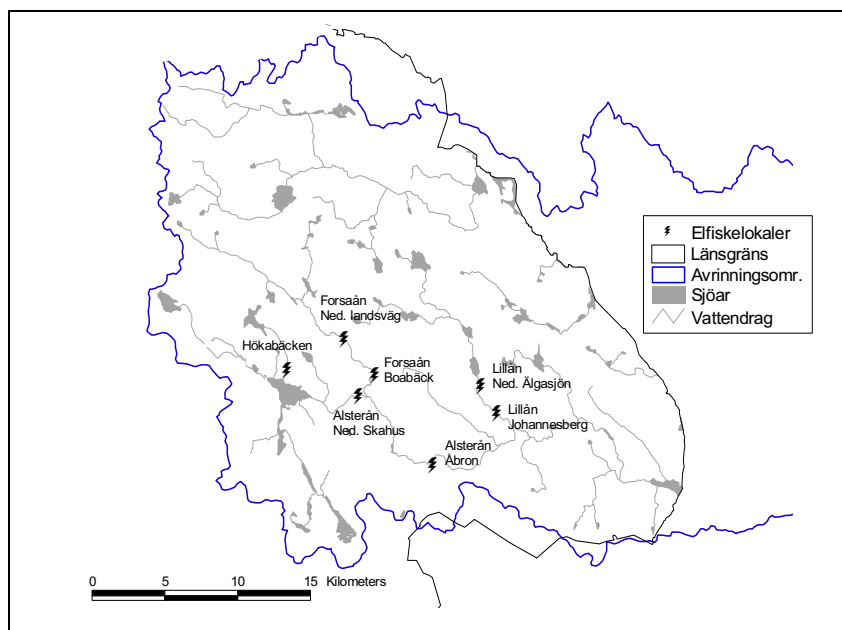 Elfiskelokaler
Länsgräns
Avrinningsområ.
Sjöar
Vattendrag
Forsaån
Ned. landsväg
Hökabäcken
Forsaån
Boabäck
Lillån
Ned. Älgasjön
Alsterån
Ned. Skahus
Lillån
Johannesberg
Alsterån
Åbron
0 5 10 15 Kilometers